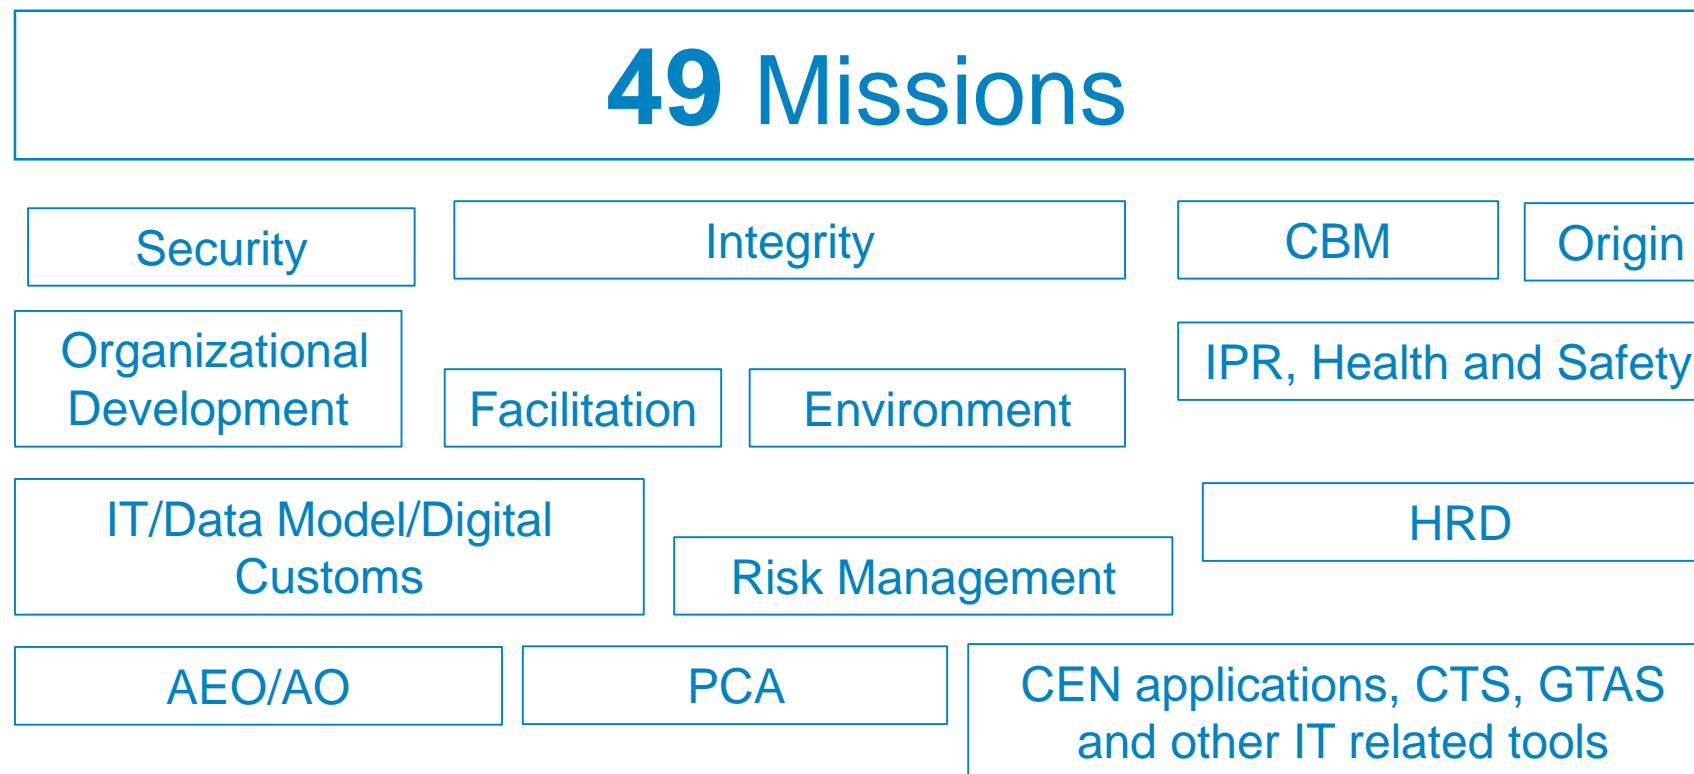 49 Missions
Security
Integrity
CBM
Origin
Organizational
Development
Facilitation
Environment
IPR, Health and Safety
IT/Data Model/Digital
Customs
Risk Management
HRD
AEO/AO
PCA
CEN applications, CTS, GTAS
and other IT related tools